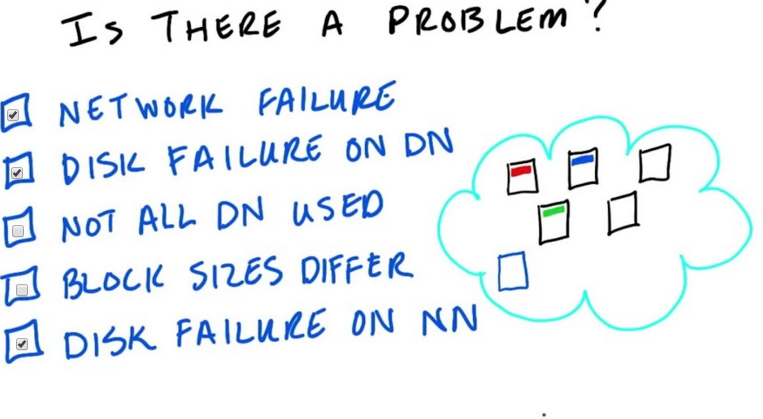 IS THERE A PROBLEM?
NETWORK FAILURE
DISK FAILURE ON DN
NOT ALL DN USED
BLOCK SIZES DIFFER
DISK FAILURE ON NN